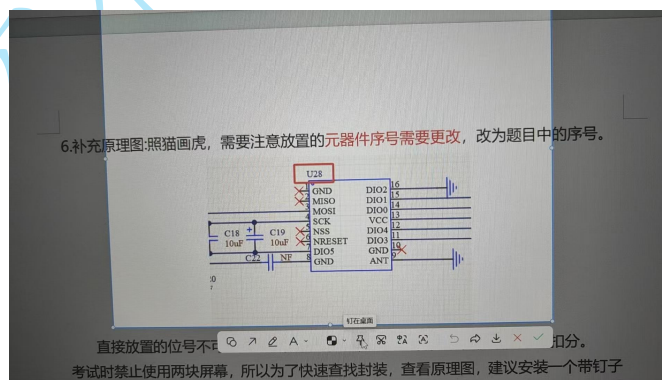 6.补充原理图:照猫画虎，需要注意放置的元器件序号需要更改，改为题目中的序号。
U28
GND DIO2 16
MISO DIO1 15
MOSI DIO0 14
4 SCK VCC 13
NSS DIO4 12
NRESET DIO3 11
DIO5 GND 10
8 GND ANT 9
C18 10uF
+ C19 10uF
C22 NF
钉在桌面
直接放置的位号不可
扣分。
考试时禁止使用两块屏幕，所以为了快速查找封装，查看原理图，建议安装一个带钉子